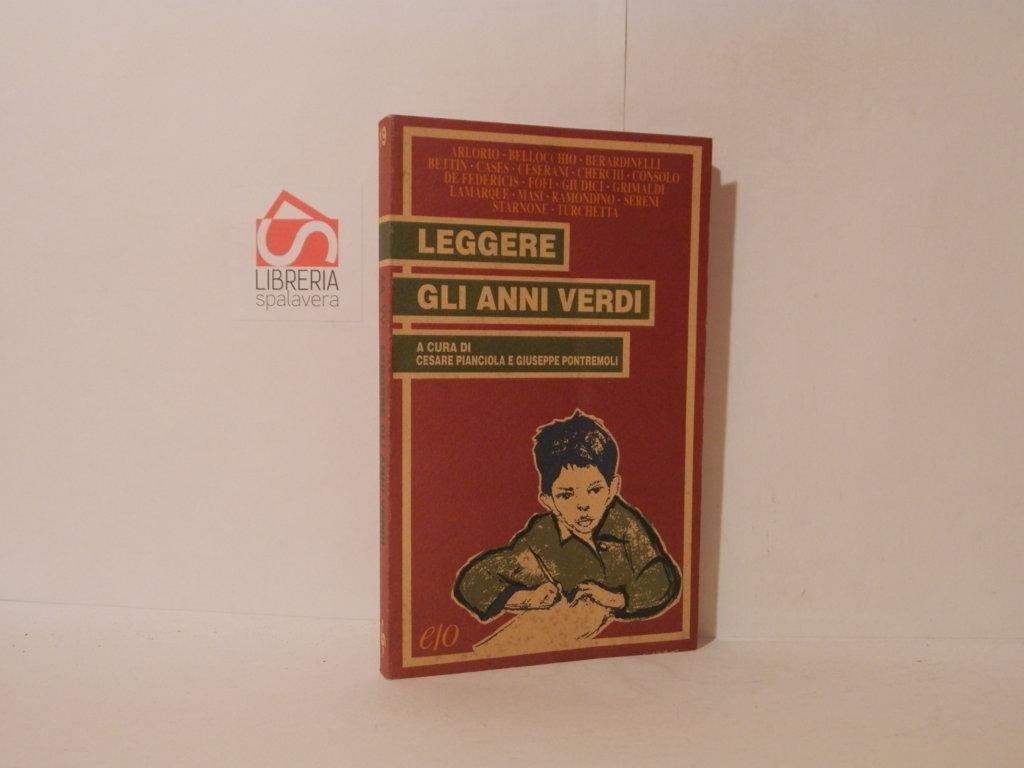 ARLORIO · BELLOCCHIO · BERARDINELLI
BETTIN · CASES · CESERANI · CHERCHI · CONSOLO
DE FEDERICIS · FOFI · GIUDICI · GRIMALDI
LAMARQUE · MASI · RAMONDINO · SERENI
STARNONE · TURCHETTA
LEGGERE
GLI ANNI VERDI
A CURA DI
CESARE PIANCIOLA E GIUSEPPE PONTREMOLI
e/o
LIBRERIA
spalavera